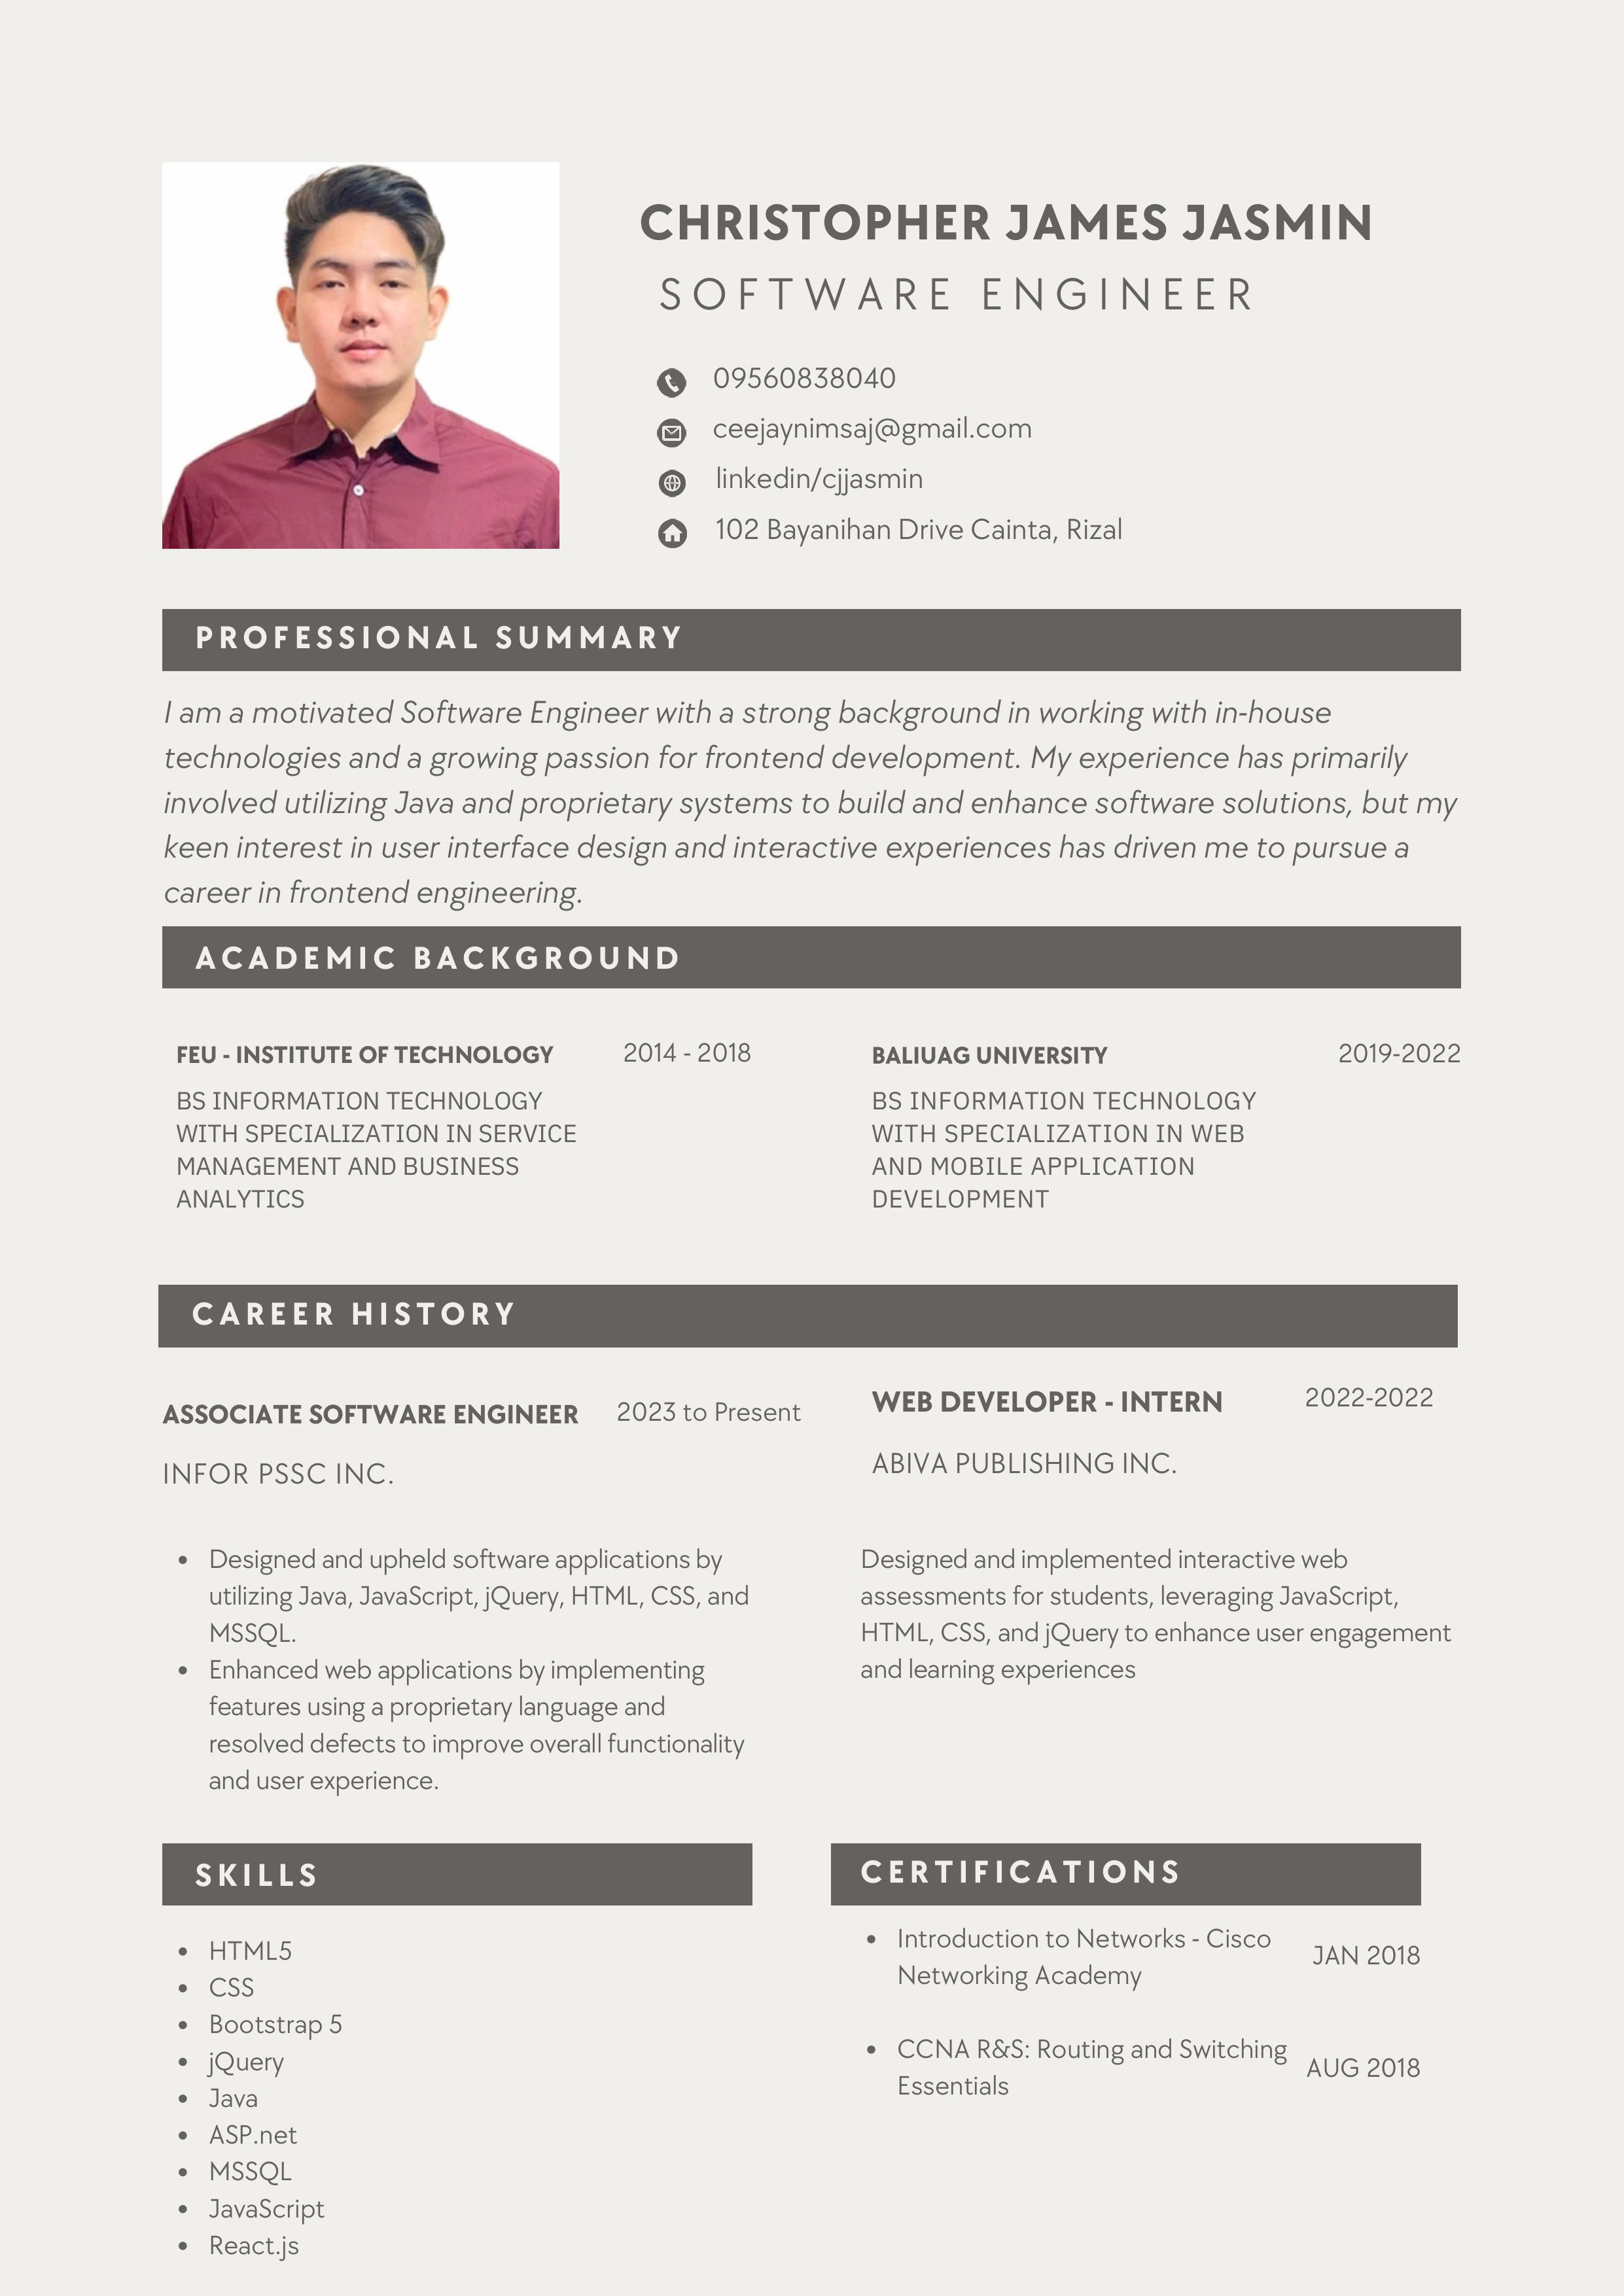 CHRISTOPHER JAMES JASMIN
SOFTWARE ENGINEER
09560838040
ceejaynimsaj@gmail.com
linkedin/cjjasmin
102 Bayanihan Drive Cainta, Rizal
PROFESSIONAL SUMMARY
I am a motivated Software Engineer with a strong background in working with in-house
technologies and a growing passion for frontend development. My experience has primarily
involved utilizing Java and proprietary systems to build and enhance software solutions, but my
keen interest in user interface design and interactive experiences has driven me to pursue a
career in frontend engineering.
ACADEMIC BACKGROUND
FEU - INSTITUTE OF TECHNOLOGY 2014 - 2018
BS INFORMATION TECHNOLOGY
WITH SPECIALIZATION IN SERVICE
MANAGEMENT AND BUSINESS
ANALYTICS
BALIUAG UNIVERSITY 2019-2022
BS INFORMATION TECHNOLOGY
WITH SPECIALIZATION IN WEB
AND MOBILE APPLICATION
DEVELOPMENT
CAREER HISTORY
ASSOCIATE SOFTWARE ENGINEER 2023 to Present
INFOR PSSC INC.
• Designed and upheld software applications by
utilizing Java, JavaScript, jQuery, HTML, CSS, and
MSSQL.
• Enhanced web applications by implementing
features using a proprietary language and
resolved defects to improve overall functionality
and user experience.
WEB DEVELOPER - INTERN 2022-2022
ABIVA PUBLISHING INC.
Designed and implemented interactive web
assessments for students, leveraging JavaScript,
HTML, CSS, and jQuery to enhance user engagement
and learning experiences
SKILLS
• HTML5
• CSS
• Bootstrap 5
• jQuery
• Java
• ASP.net
• MSSQL
• JavaScript
• React.js
CERTIFICATIONS
• Introduction to Networks - Cisco
Networking Academy
JAN 2018
• CCNA R&S: Routing and Switching
Essentials
AUG 2018